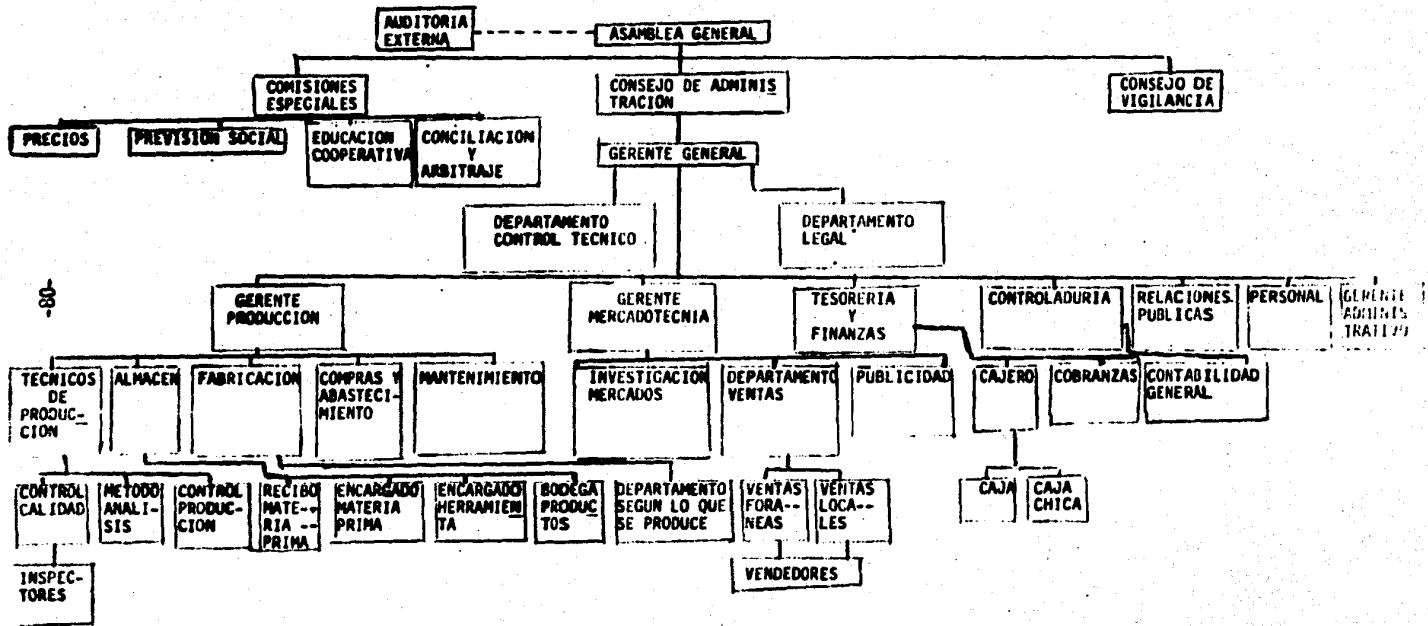 AUDITORIA
EXTERNA
ASAMBLEA GENERAL
COMISIONES
ESPECIALES
CONSEJO DE ADMINIS
TRACIÓN
CONSEJO DE
VIGILANCIA
PRECIOS
PREVISION SOCIAL
EDUCACION
COOPERATIVA
CONCILIACION
Y
ARBITRAJE
GERENTE GENERAL
DEPARTAMENTO
CONTROL TECNICO
DEPARTAMENTO
LEGAL
-80-
GERENTE
PRODUCCION
GERENTE
MERCADOTECNIA
TESORERIA
Y
FINANZAS
CONTROLADURIA
RELACIONES
PUBLICAS
PERSONAL
GERENTE
ADMINIS
TRATIVO
TECNICOS
DE
PRODUC-
CION
ALMACEN
FABRICACION
COMPRAS Y
ABASTECI-
MIENTO
MANTENIMIENTO
INVESTIGACION
MERCADOS
DEPARTAMENTO
VENTAS
PUBLICIDAD
CAJERO
COBRANZAS
CONTABILIDAD
GENERAL
CONTROL
CALIDAD
METODO
ANALI-
SIS
CONTROL
PRODUC-
CION
RECIBO
MATE--
RIA --
PRIMA
ENCARGADO
MATERIA
PRIMA
ENCARGADO
HERRAMIEN
TA
BODEGA
PRODUC
TOS
DEPARTAMENTO
SEGUN LO QUE
SE PRODUCE
VENTAS
FORA--
NEAS
VENTAS
LOCA--
LES
CAJA
CAJA
CHICA
INSPEC-
TORES
VENDEDORES